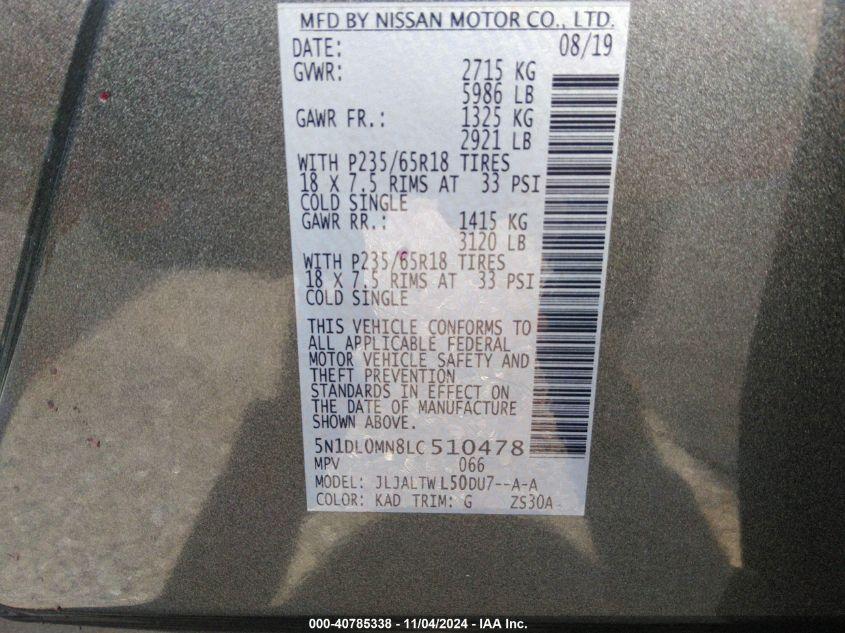 MFD BY NISSAN MOTOR CO., LTD.
DATE: 08/19
GVWR: 2715 KG
5986 LB
GAWR FR.: 1325 KG
2921 LB
WITH P235/65R18 TIRES
18 X 7.5 RIMS AT 33 PSI
COLD SINGLE
GAWR RR.: 1415 KG
3120 LB
WITH P235/65R18 TIRES
18 X 7.5 RIMS AT 33 PSI
COLD SINGLE
THIS VEHICLE CONFORMS TO
ALL APPLICABLE FEDERAL
MOTOR VEHICLE SAFETY AND
THEFT PREVENTION
STANDARDS IN EFFECT ON
THE DATE OF MANUFACTURE
SHOWN ABOVE.
5N1DL0MN8LC 510478
MPV 066
MODEL: JLJALTW L50DU7--A-A
COLOR: KAD TRIM: G ZS30A
000-40785338 - 11/04/2024 - IAA Inc.